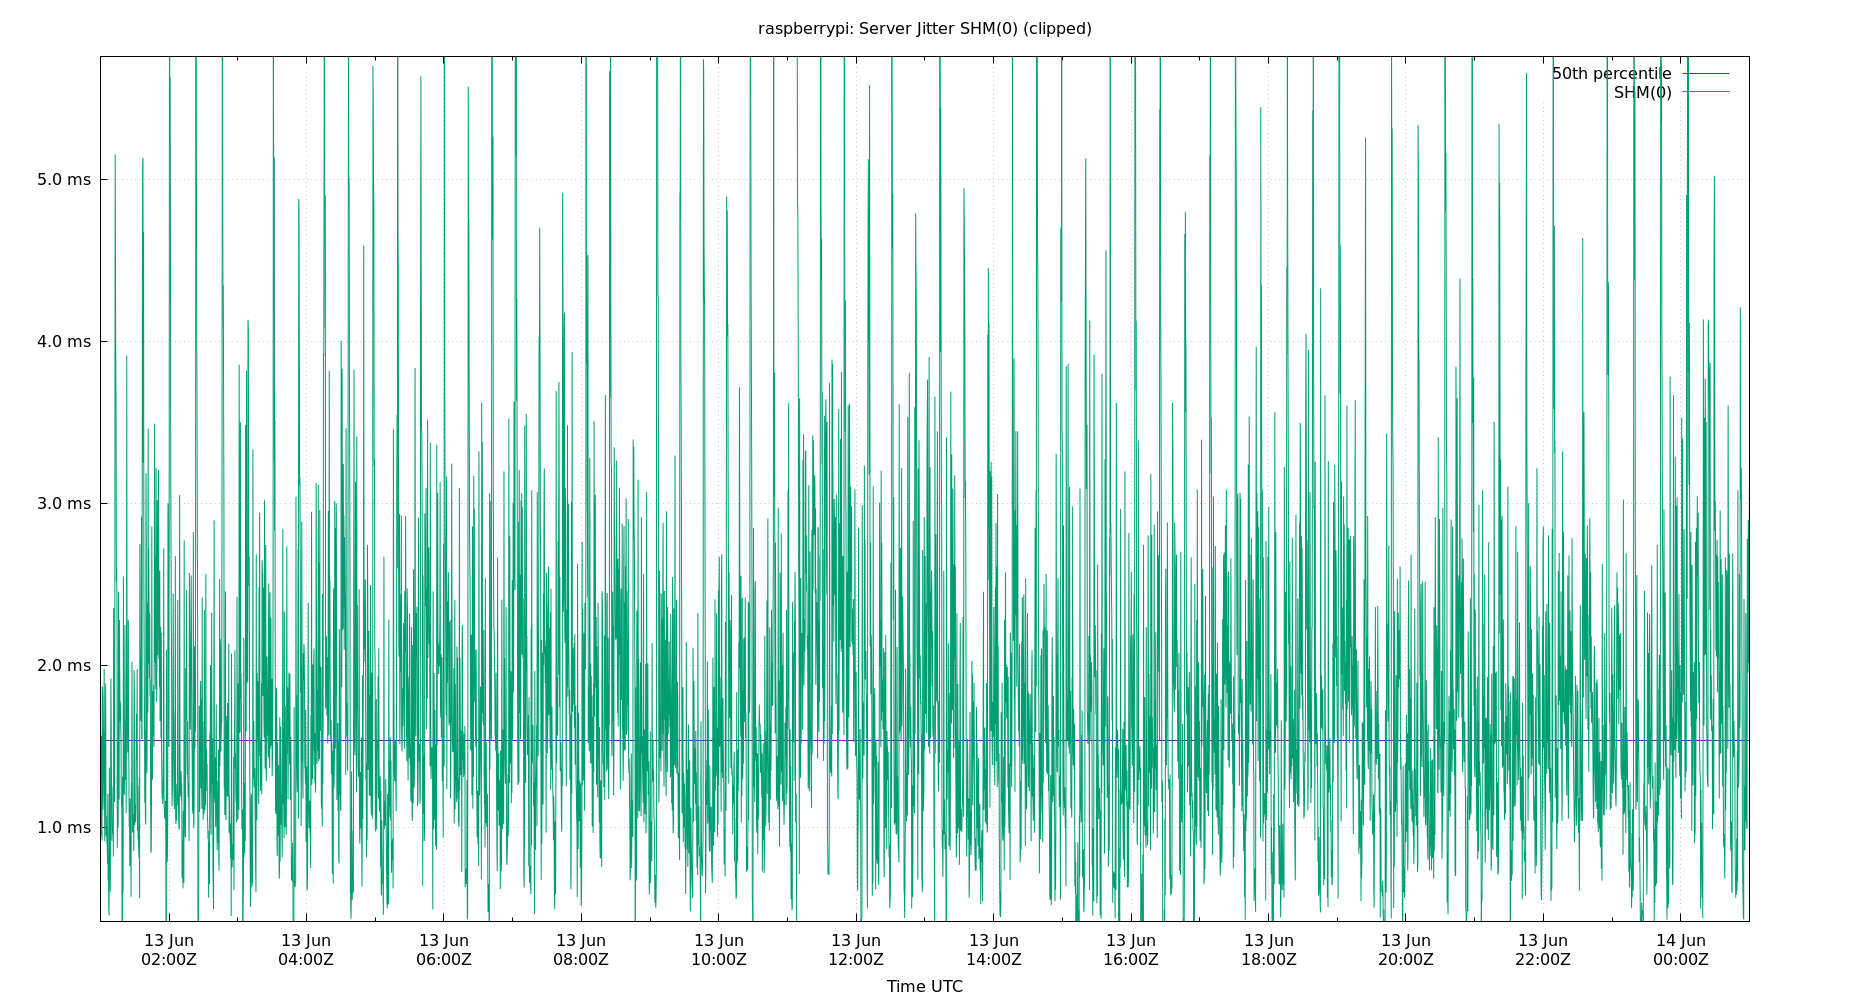 raspberrypi: Server Jitter SHM(0) (clipped)
50th percentile
SHM(0)
5.0 ms
4.0 ms
3.0 ms
2.0 ms
1.0 ms
13 Jun 13 Jun 13 Jun 13 Jun 13 Jun 13 Jun 13 Jun 13 Jun 13 Jun 13 Jun 13 Jun 14 Jun
02:00Z 04:00Z 06:00Z 08:00Z 10:00Z 12:00Z 14:00Z 16:00Z 18:00Z 20:00Z 22:00Z 00:00Z
Time UTC